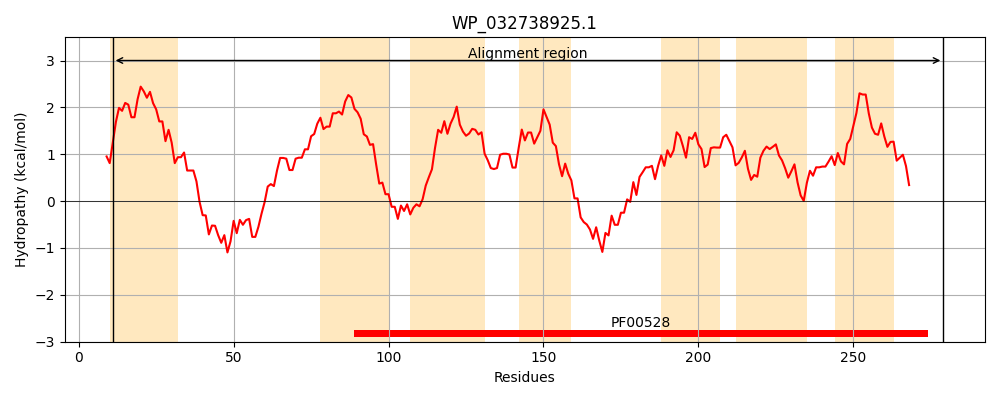 WP_032738925.1
Hydropathy (kcal/mol)
3
2
1
0
−1
−2
−3
Alignment region
PF00528
0
50
100
150
200
250
Residues